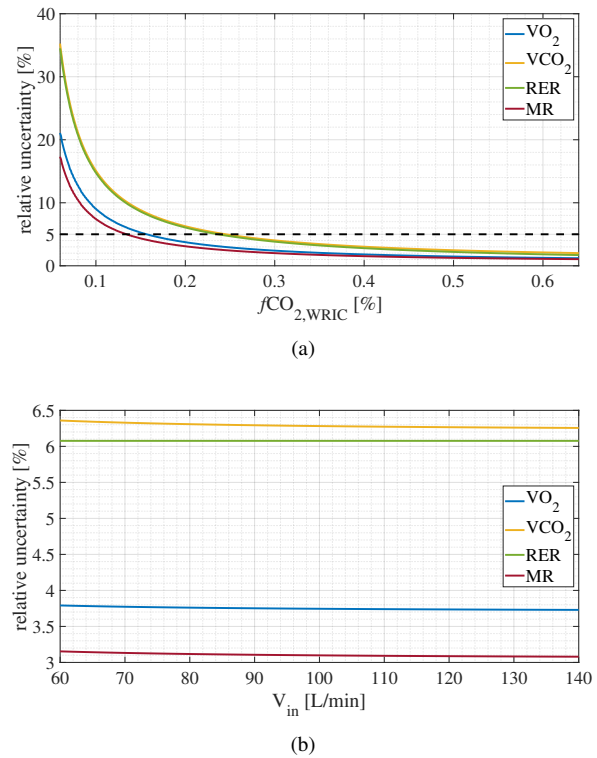 40
30
20
10
5
0
relative uncertainty [%]
VO2
VCO2
RER
MR
0.1 0.2 0.3 0.4 0.5 0.6
fCO2,WRIC [%]
(a)
6.5
6
5.5
5
4.5
4
3.5
3
relative uncertainty [%]
VO2
VCO2
RER
MR
60 70 80 90 100 110 120 130 140
Vin [L/min]
(b)